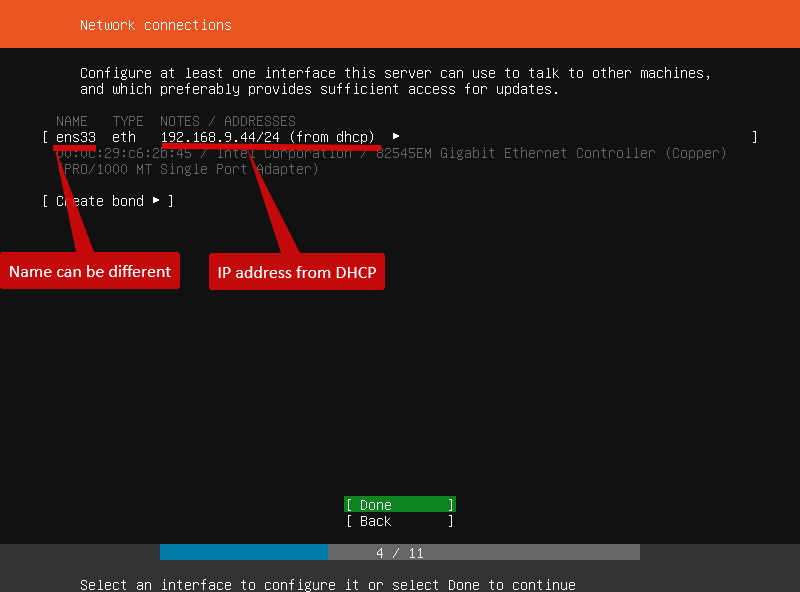 Network connections
Configure at least one interface this server can use to talk to other machines,
and which preferably provides sufficient access for updates.
NAME TYPE NOTES / ADDRESSES
[ ens33 eth 192.168.9.44/24 (from dhcp) ▸ ]
00:0c:29:c6:2b:45 / Intel Corporation / 82545EM Gigabit Ethernet Controller (Copper)
(PRO/1000 MT Single Port Adapter)
[ Create bond ▸ ]
Name can be different
IP address from DHCP
[ Done ]
[ Back ]
4 / 11
Select an interface to configure it or select Done to continue